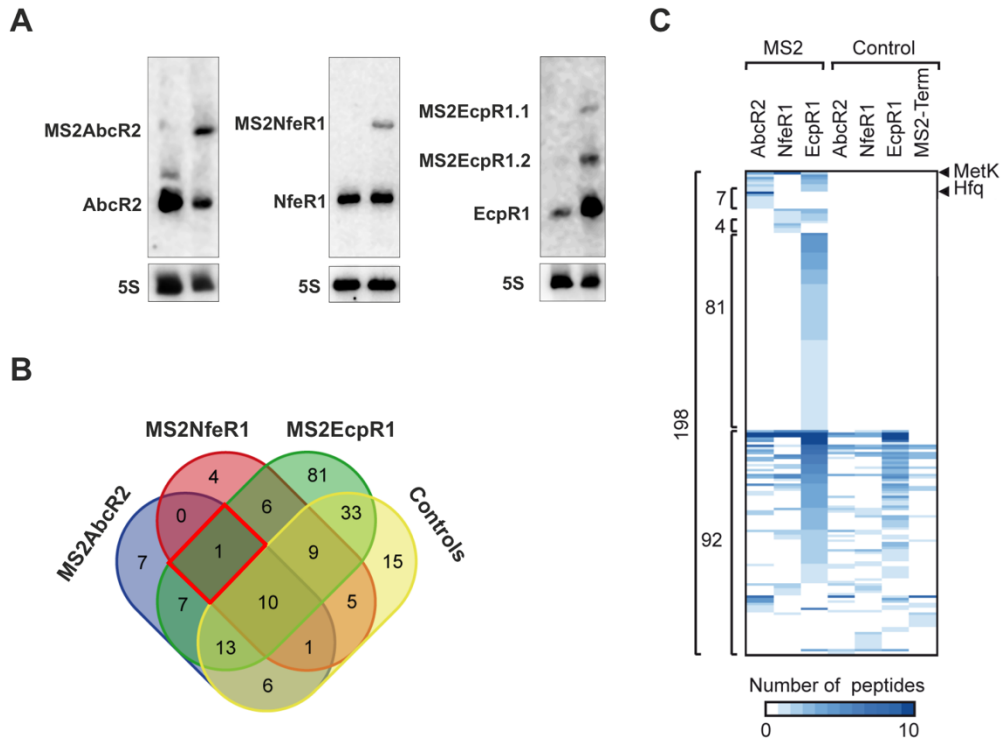 A
MS2AbcR2
AbcR2
5S
MS2NfeR1
NfeR1
5S
MS2EcpR1.1
MS2EcpR1.2
EcpR1
5S
B
MS2NfeR1
MS2EcpR1
MS2AbcR2
Controls
4
81
0
6
33
7
1
9
15
7
10
5
13
1
6
C
MS2
Control
AbcR2
NfeR1
EcpR1
AbcR2
NfeR1
EcpR1
MS2-Term
MetK
Hfq
7
4
81
198
92
Number of peptides
0
10